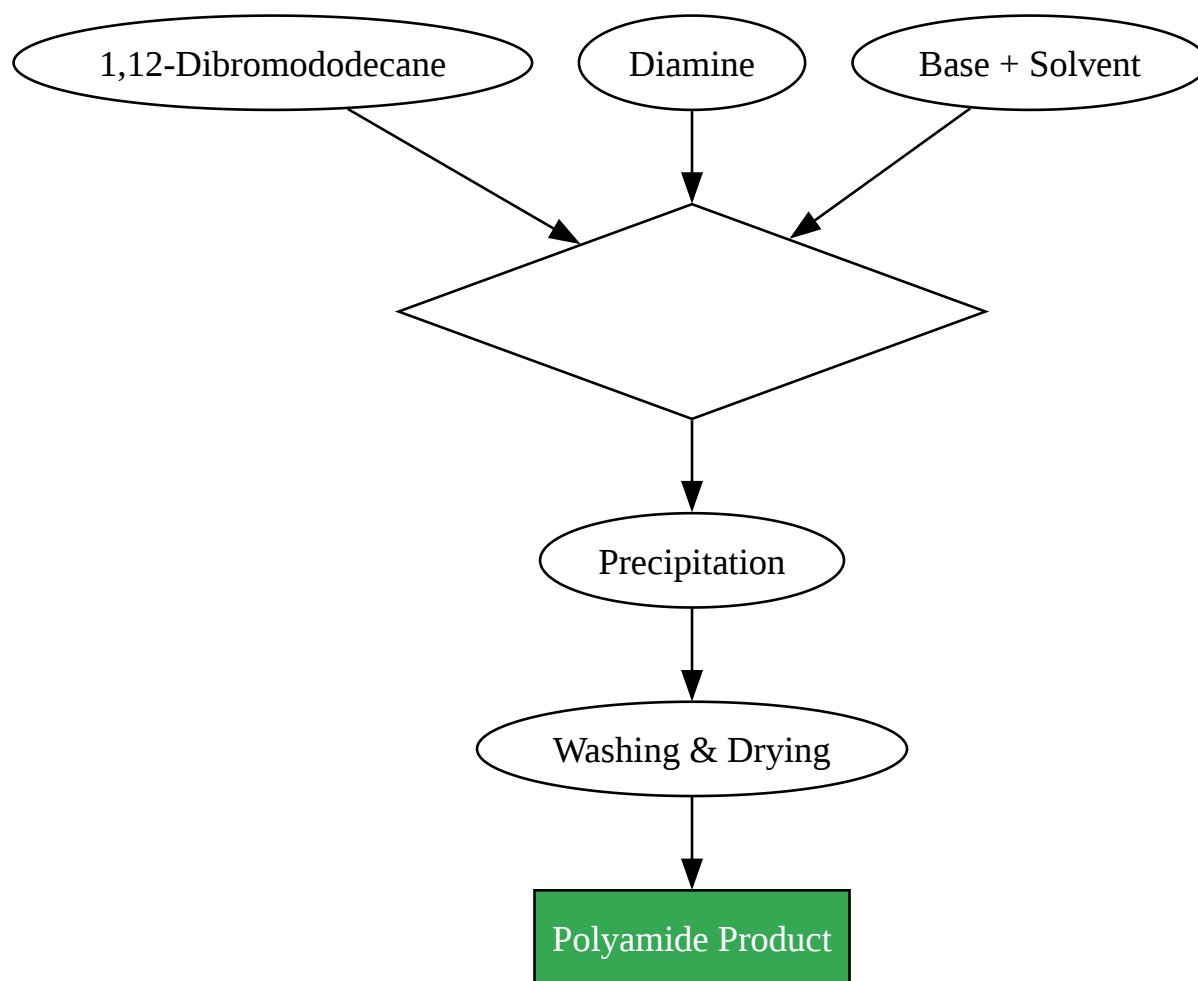 1,12-Dibromododecane
Diamine
Base + Solvent
Precipitation
Washing & Drying
Polyamide Product